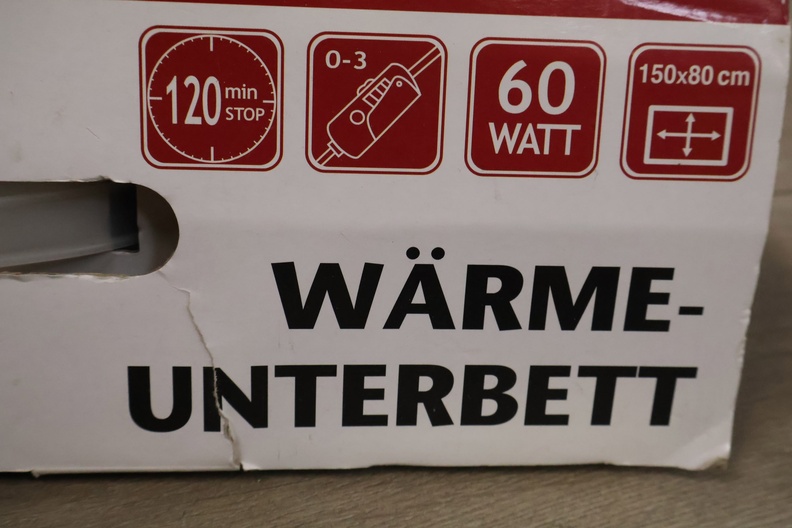 120 min
STOP
0-3
60
WATT
150x80 cm
WÄRME-
UNTERBETT